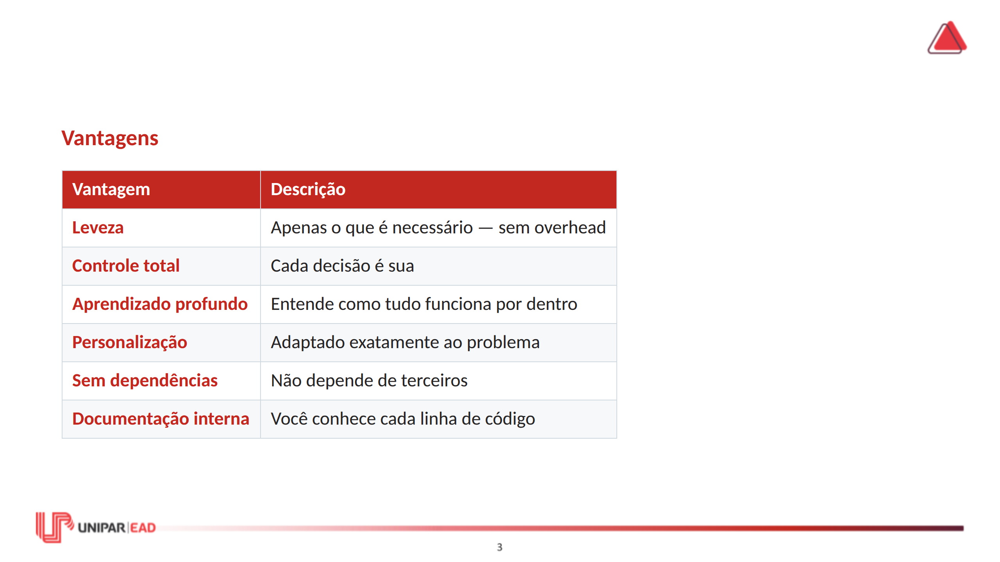 Vantagens
Vantagem Descrição
Leveza Apenas o que é necessário — sem overhead
Controle total Cada decisão é sua
Aprendizado profundo Entende como tudo funciona por dentro
Personalização Adaptado exatamente ao problema
Sem dependências Não depende de terceiros
Documentação interna Você conhece cada linha de código
UNIPAR|EAD
3